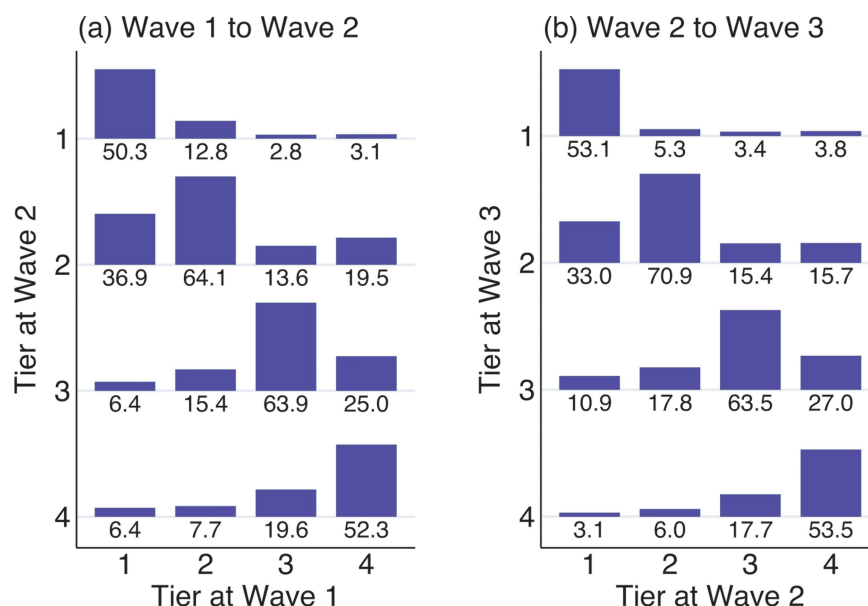 (a) Wave 1 to Wave 2
(b) Wave 2 to Wave 3
Tier at Wave 2
1
50.3 12.8 2.8 3.1
2
36.9 64.1 13.6 19.5
3
6.4 15.4 63.9 25.0
4
6.4 7.7 19.6 52.3
1 2 3 4
Tier at Wave 1
Tier at Wave 3
1
53.1 5.3 3.4 3.8
2
33.0 70.9 15.4 15.7
3
10.9 17.8 63.5 27.0
4
3.1 6.0 17.7 53.5
1 2 3 4
Tier at Wave 2